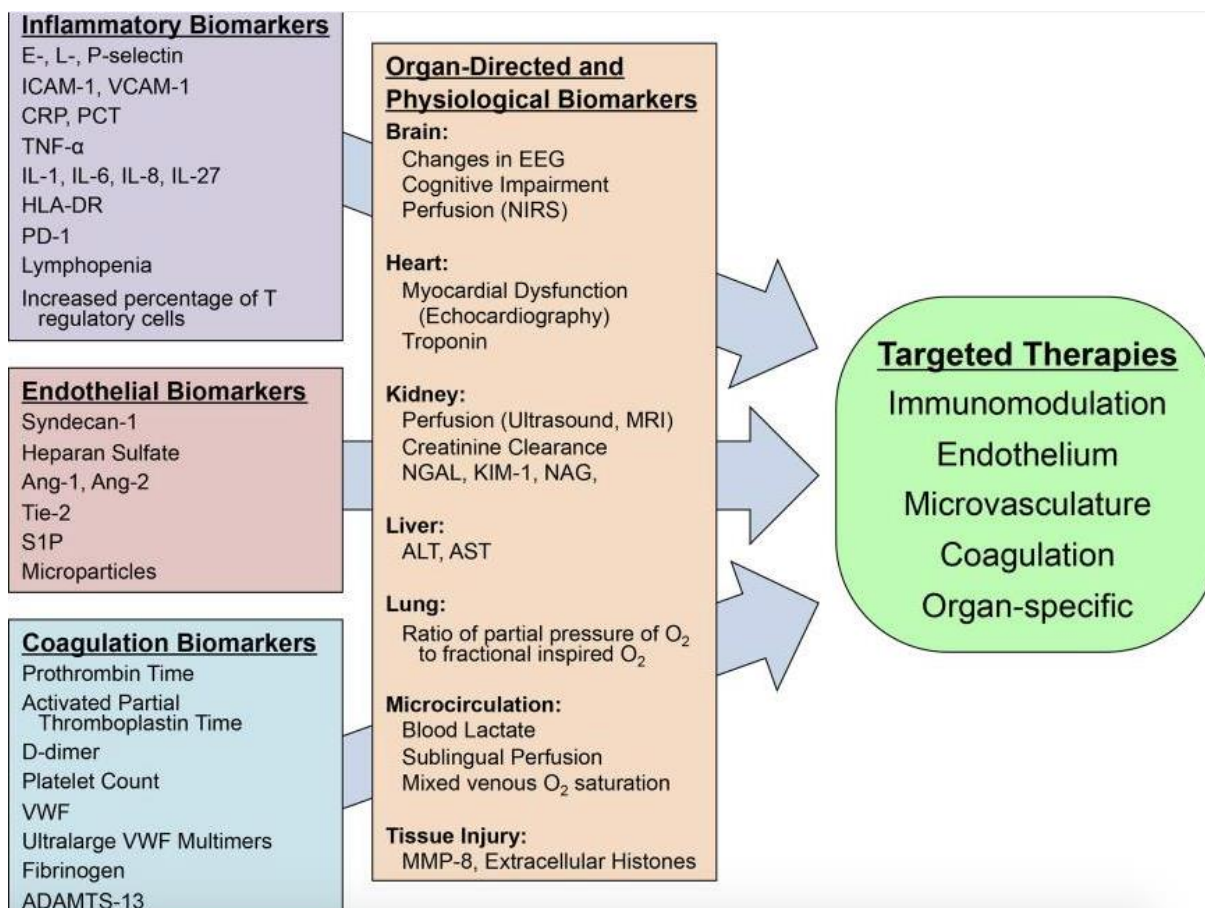 Inflammatory Biomarkers
E-, L-, P-selectin
ICAM-1, VCAM-1
CRP, PCT
TNF-α
IL-1, IL-6, IL-8, IL-27
HLA-DR
PD-1
Lymphopenia
Increased percentage of T
regulatory cells
Endothelial Biomarkers
Syndecan-1
Heparan Sulfate
Ang-1, Ang-2
Tie-2
S1P
Microparticles
Coagulation Biomarkers
Prothrombin Time
Activated Partial
Thromboplastin Time
D-dimer
Platelet Count
VWF
Ultralarge VWF Multimers
Fibrinogen
ADAMTS-13
Organ-Directed and
Physiological Biomarkers
Brain:
Changes in EEG
Cognitive Impairment
Perfusion (NIRS)
Heart:
Myocardial Dysfunction
(Echocardiography)
Troponin
Kidney:
Perfusion (Ultrasound, MRI)
Creatinine Clearance
NGAL, KIM-1, NAG,
Liver:
ALT, AST
Lung:
Ratio of partial pressure of O₂
to fractional inspired O₂
Microcirculation:
Blood Lactate
Sublingual Perfusion
Mixed venous O₂ saturation
Tissue Injury:
MMP-8, Extracellular Histones
Targeted Therapies
Immunomodulation
Endothelium
Microvasculature
Coagulation
Organ-specific